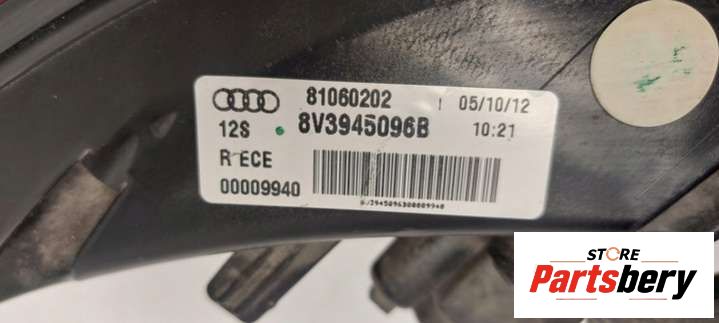 81060202 05/10/12
12S 8V3945096B 10:21
R ECE
00009940
STORE
Partsbery